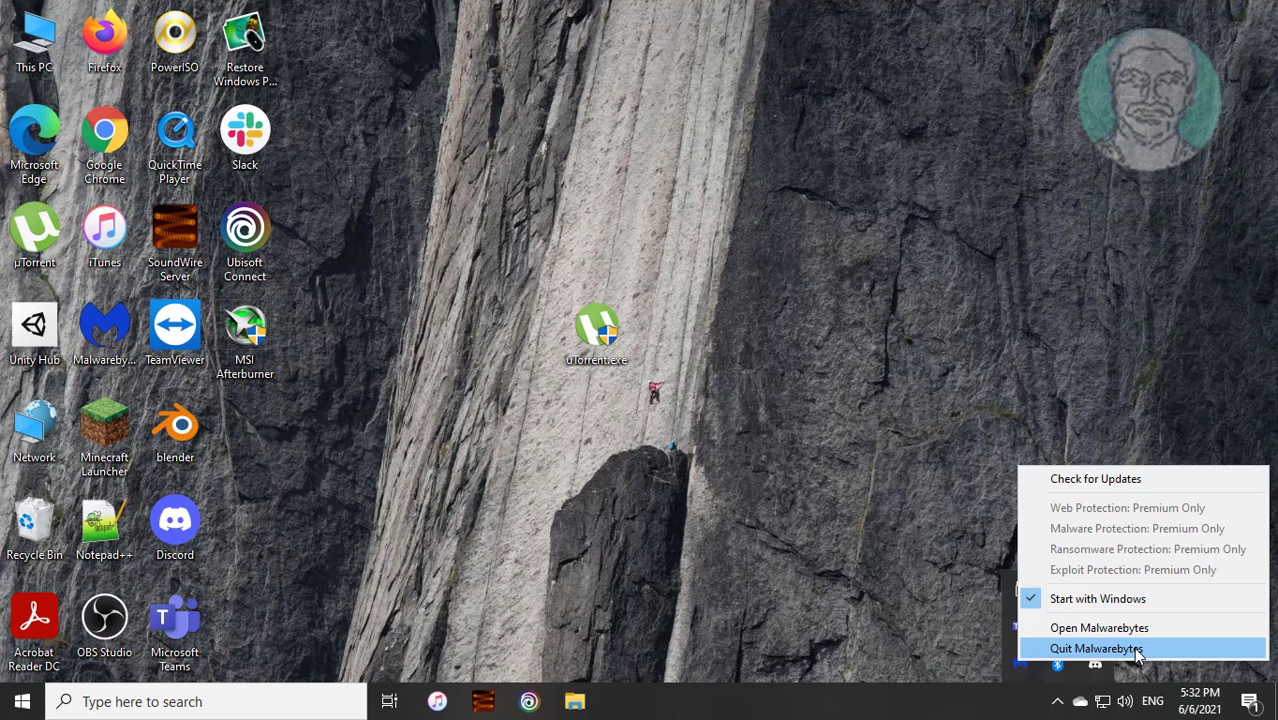 This PC
Firefox
PowerISO
Restore
Windows P...
Microsoft
Edge
Google
Chrome
QuickTime
Player
Slack
µTorrent
iTunes
SoundWire
Server
Ubisoft
Connect
Unity Hub
Malwareby...
TeamViewer
MSI
Afterburner
uTorrent.exe
Network
Minecraft
Launcher
blender
Recycle Bin
Notepad++
Discord
Acrobat
Reader DC
OBS Studio
Microsoft
Teams
Check for Updates
Web Protection: Premium Only
Malware Protection: Premium Only
Ransomware Protection: Premium Only
Exploit Protection: Premium Only
Start with Windows
Open Malwarebytes
Quit Malwarebytes
Type here to search
ENG
5:32 PM
6/6/2021
1